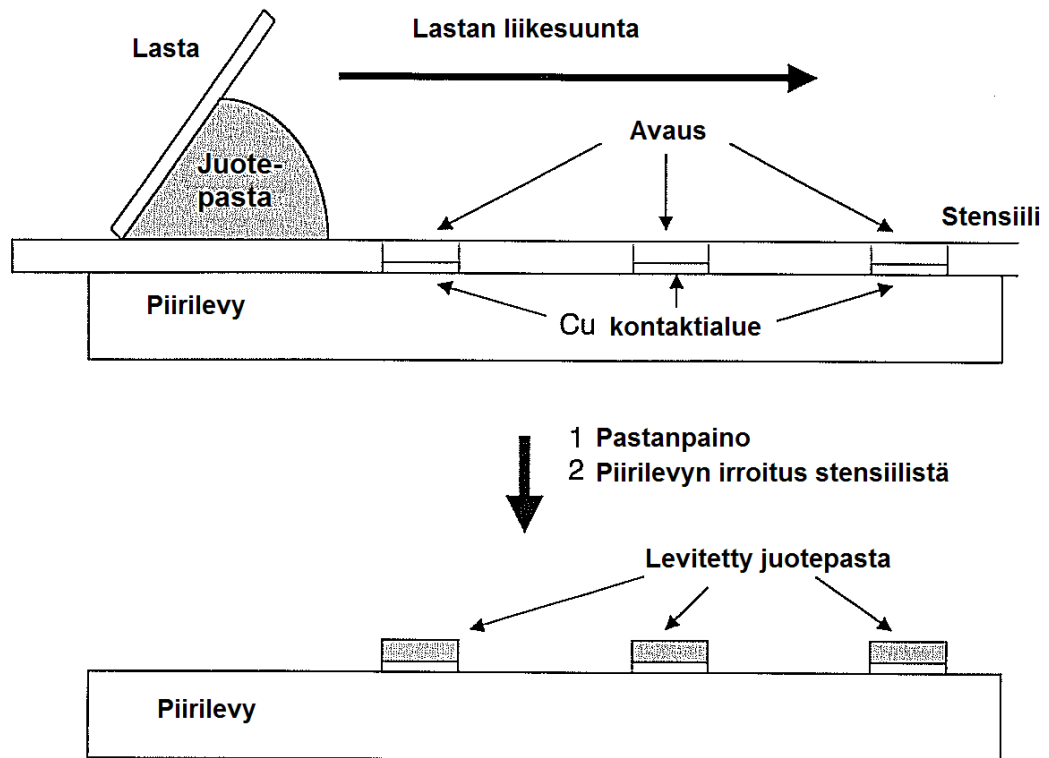 Lastan liikesuunta
Lasta
Avaus
Juote-
pasta
Stensiili
Piirilevy
Cu kontaktialue
1 Pastanpaino
2 Piirilevyn irroitus stensiilistä
Levitetty juotepasta
Piirilevy